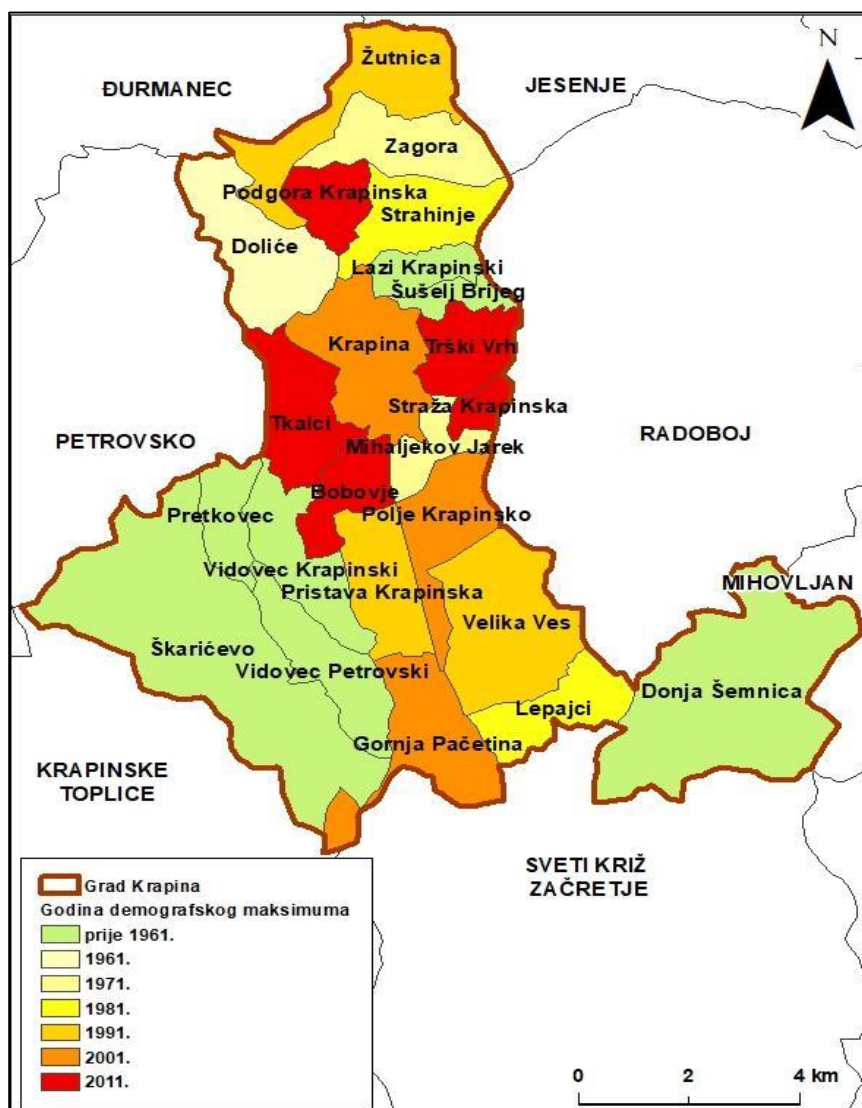 Žutnica
N
ĐURMANEC
JESENJE
Zagora
Podgora Krapinska
Strahinje
Doliće
Lazi Krapinski
Šušelj Brijeg
Krapina
Trški Vrh
Straža Krapinska
Tkalci
PETROVSKO
RADOBOJ
Mihaljekov Jarek
Bobovje
Pretkovec
Polje Krapinsko
Vidovec Krapinski
Pristava Krapinska
MIHOVLJAN
Velika Ves
Škarićevo
Vidovec Petrovski
Donja Šemnica
Lepajci
Gornja Pačetina
KRAPINSKE
TOPLICE
SVETI KRIŽ
ZAČRETJE
Grad Krapina
Godina demografskog maksimuma
prije 1961.
1961.
1971.
1981.
1991.
2001.
2011.
0 2 4 km